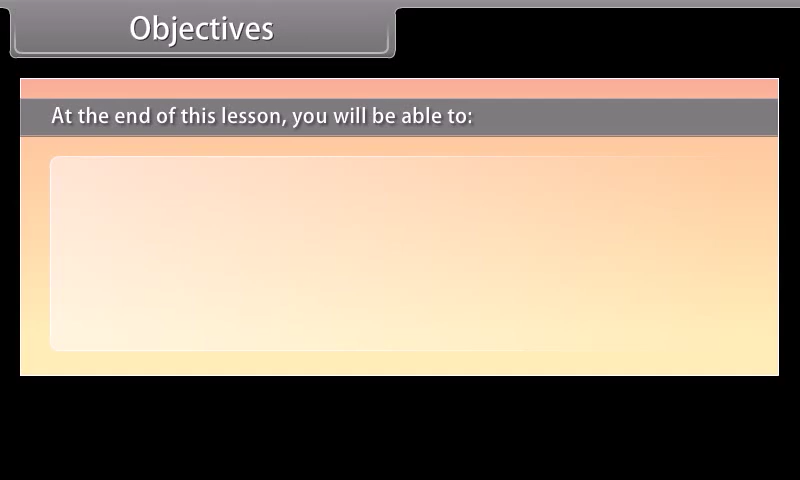 Objectives
At the end of this lesson, you will be able to: